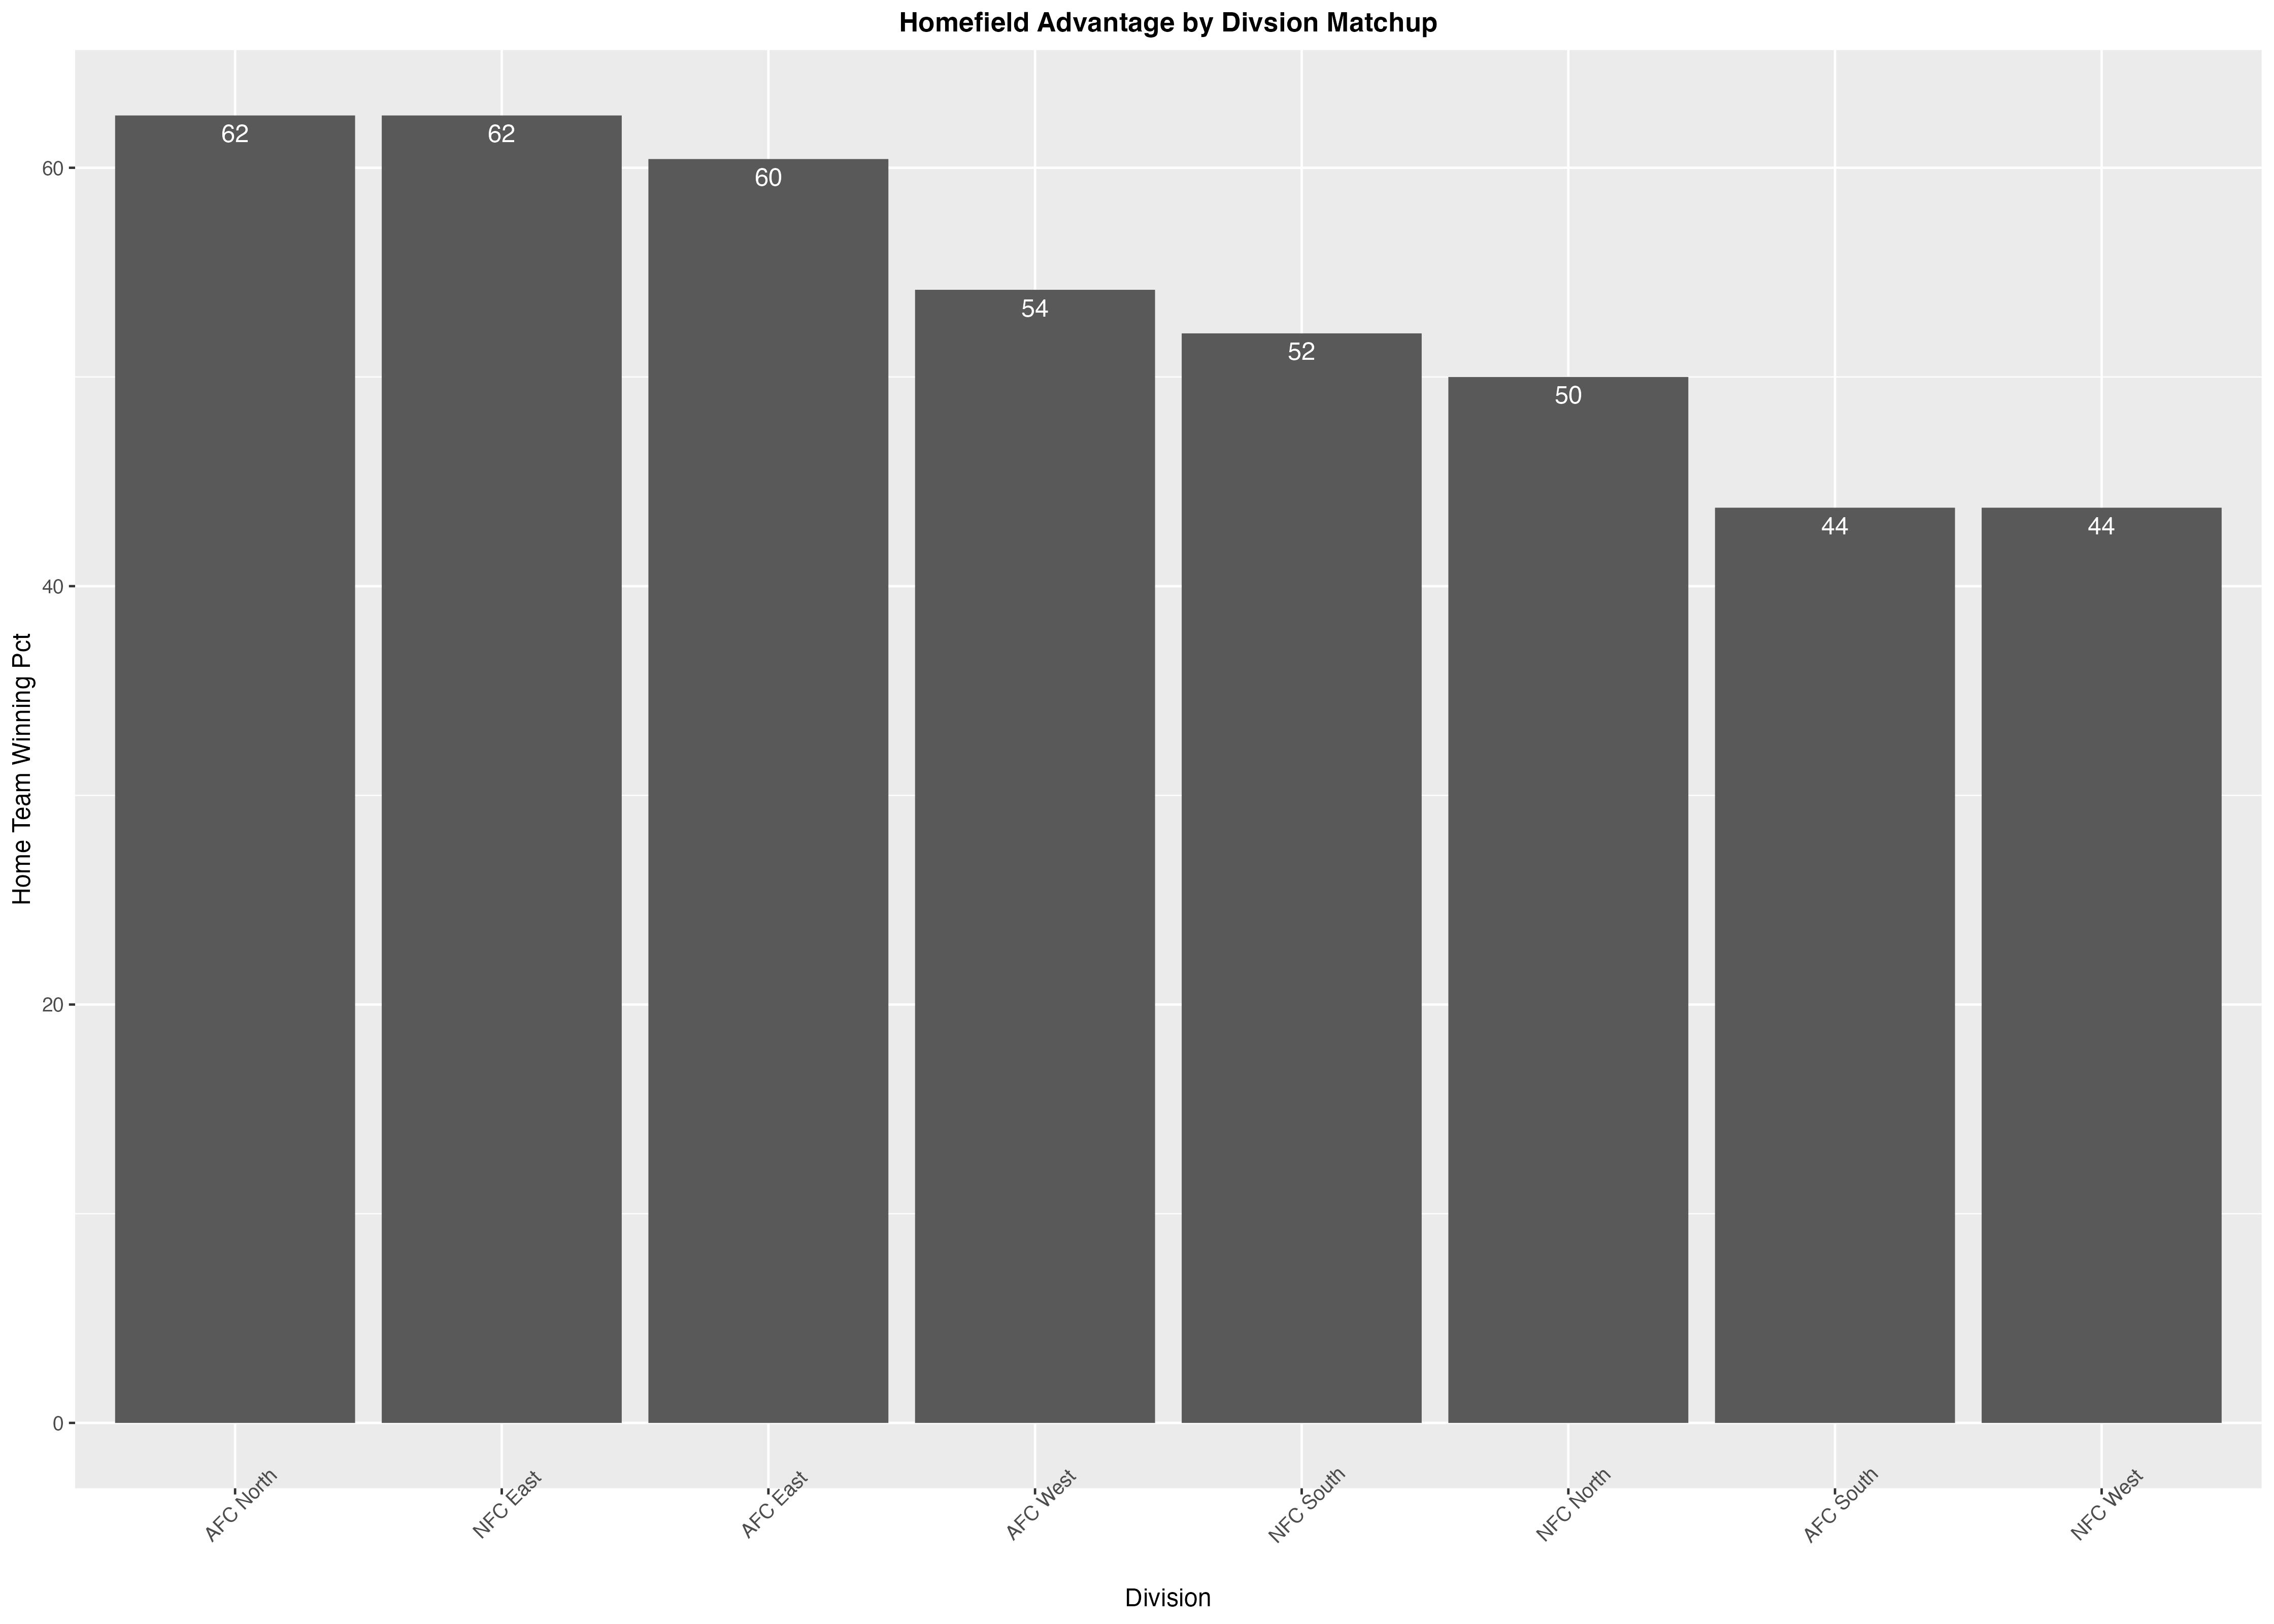 Homefield Advantage by Divsion Matchup
Home Team Winning Pct
60
40
20
0
62
62
60
54
52
50
44
44
AFC North
NFC East
AFC East
AFC West
NFC South
NFC North
AFC South
NFC West
Division